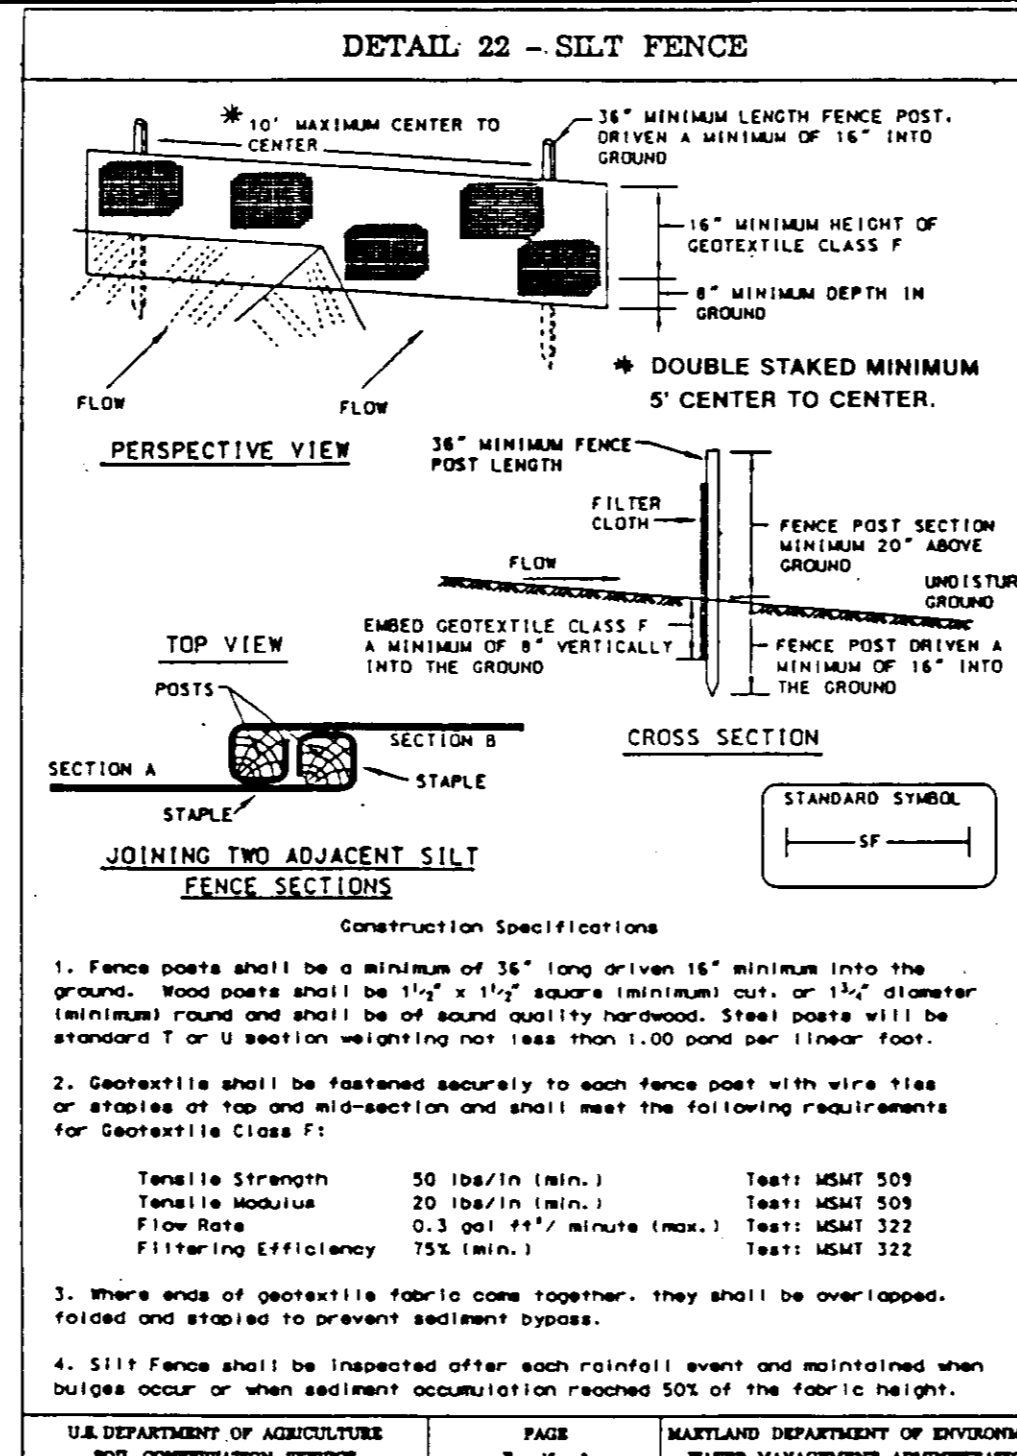 DETAIL 22 - SILT FENCE
* 10' MAXIMUM CENTER TO
CENTER
36" MINIMUM LENGTH FENCE POST,
DRIVEN A MINIMUM OF 16" INTO
GROUND
16" MINIMUM HEIGHT OF
GEOTEXTILE CLASS F
8" MINIMUM DEPTH IN
GROUND
FLOW
FLOW
* DOUBLE STAKED MINIMUM
5' CENTER TO CENTER.
PERSPECTIVE VIEW
36" MINIMUM FENCE
POST LENGTH
FILTER
CLOTH
FENCE POST SECTION
MINIMUM 20" ABOVE
GROUND
FLOW
UNDISTUR
GROUND
EMBED GEOTEXTILE CLASS F
A MINIMUM OF 8" VERTICALLY
INTO THE GROUND
FENCE POST DRIVEN A
MINIMUM OF 16" INTO
THE GROUND
TOP VIEW
POSTS
SECTION B
SECTION A
STAPLE
STAPLE
CROSS SECTION
JOINING TWO ADJACENT SILT
FENCE SECTIONS
STANDARD SYMBOL
SF
Construction Specifications
1. Fence posts shall be a minimum of 36" long driven 16" minimum into the
ground. Wood posts shall be 1 1/2" x 1 1/2" square (minimum) cut, or 1 3/4" diameter
(minimum) round and shall be of sound quality hardwood. Steel posts will be
standard T or U section weighting not less than 1.00 pond per linear foot.
2. Geotextile shall be fastened securely to each fence post with wire ties
or staples at top and mid-section and shall meet the following requirements
for Geotextile Class F:
Tensile Strength 50 lbs/in (min.) Test: MSMT 509
Tensile Modulus 20 lbs/in (min.) Test: MSMT 509
Flow Rate 0.3 gal ft²/ minute (max.) Test: MSMT 322
Filtering Efficiency 75% (min.) Test: MSMT 322
3. Where ends of geotextile fabric come together, they shall be overlapped,
folded and stapled to prevent sediment bypass.
4. Silt Fence shall be inspected after each rainfall event and maintained when
bulges occur or when sediment accumulation reached 50% of the fabric height.
U.S. DEPARTMENT OF AGRICULTURE
PAGE
MARYLAND DEPARTMENT OF ENVIRONM